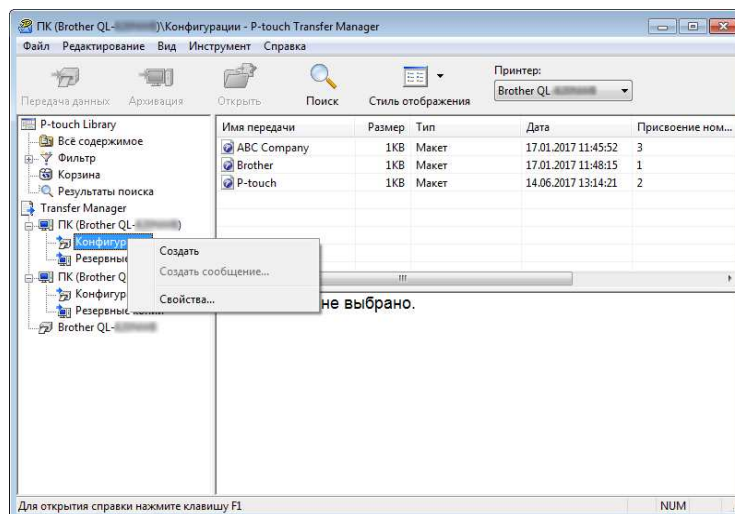 ПК (Brother QL-)\Конфигурации - P-touch Transfer Manager
Файл Редактирование Вид Инструмент Справка
Передача данных Архивация Открыть Поиск Стиль отображения
Принтер:
Brother QL
P-touch Library
Всё содержимое
Фильтр
Корзина
Результаты поиска
Transfer Manager
ПК (Brother QL-)
Конфигур
Резервные
ПК (Brother Q
Конфигур
Резервные копии
Brother QL-
Создать
Создать сообщение...
Свойства...
Имя передачи Размер Тип Дата Присвоение ном...
ABC Company 1KB Макет 17.01.2017 11:45:52 3
Brother 1KB Макет 17.01.2017 11:48:15 1
P-touch 1KB Макет 14.06.2017 13:14:21 2
не выбрано.
Для открытия справки нажмите клавишу F1
NUM